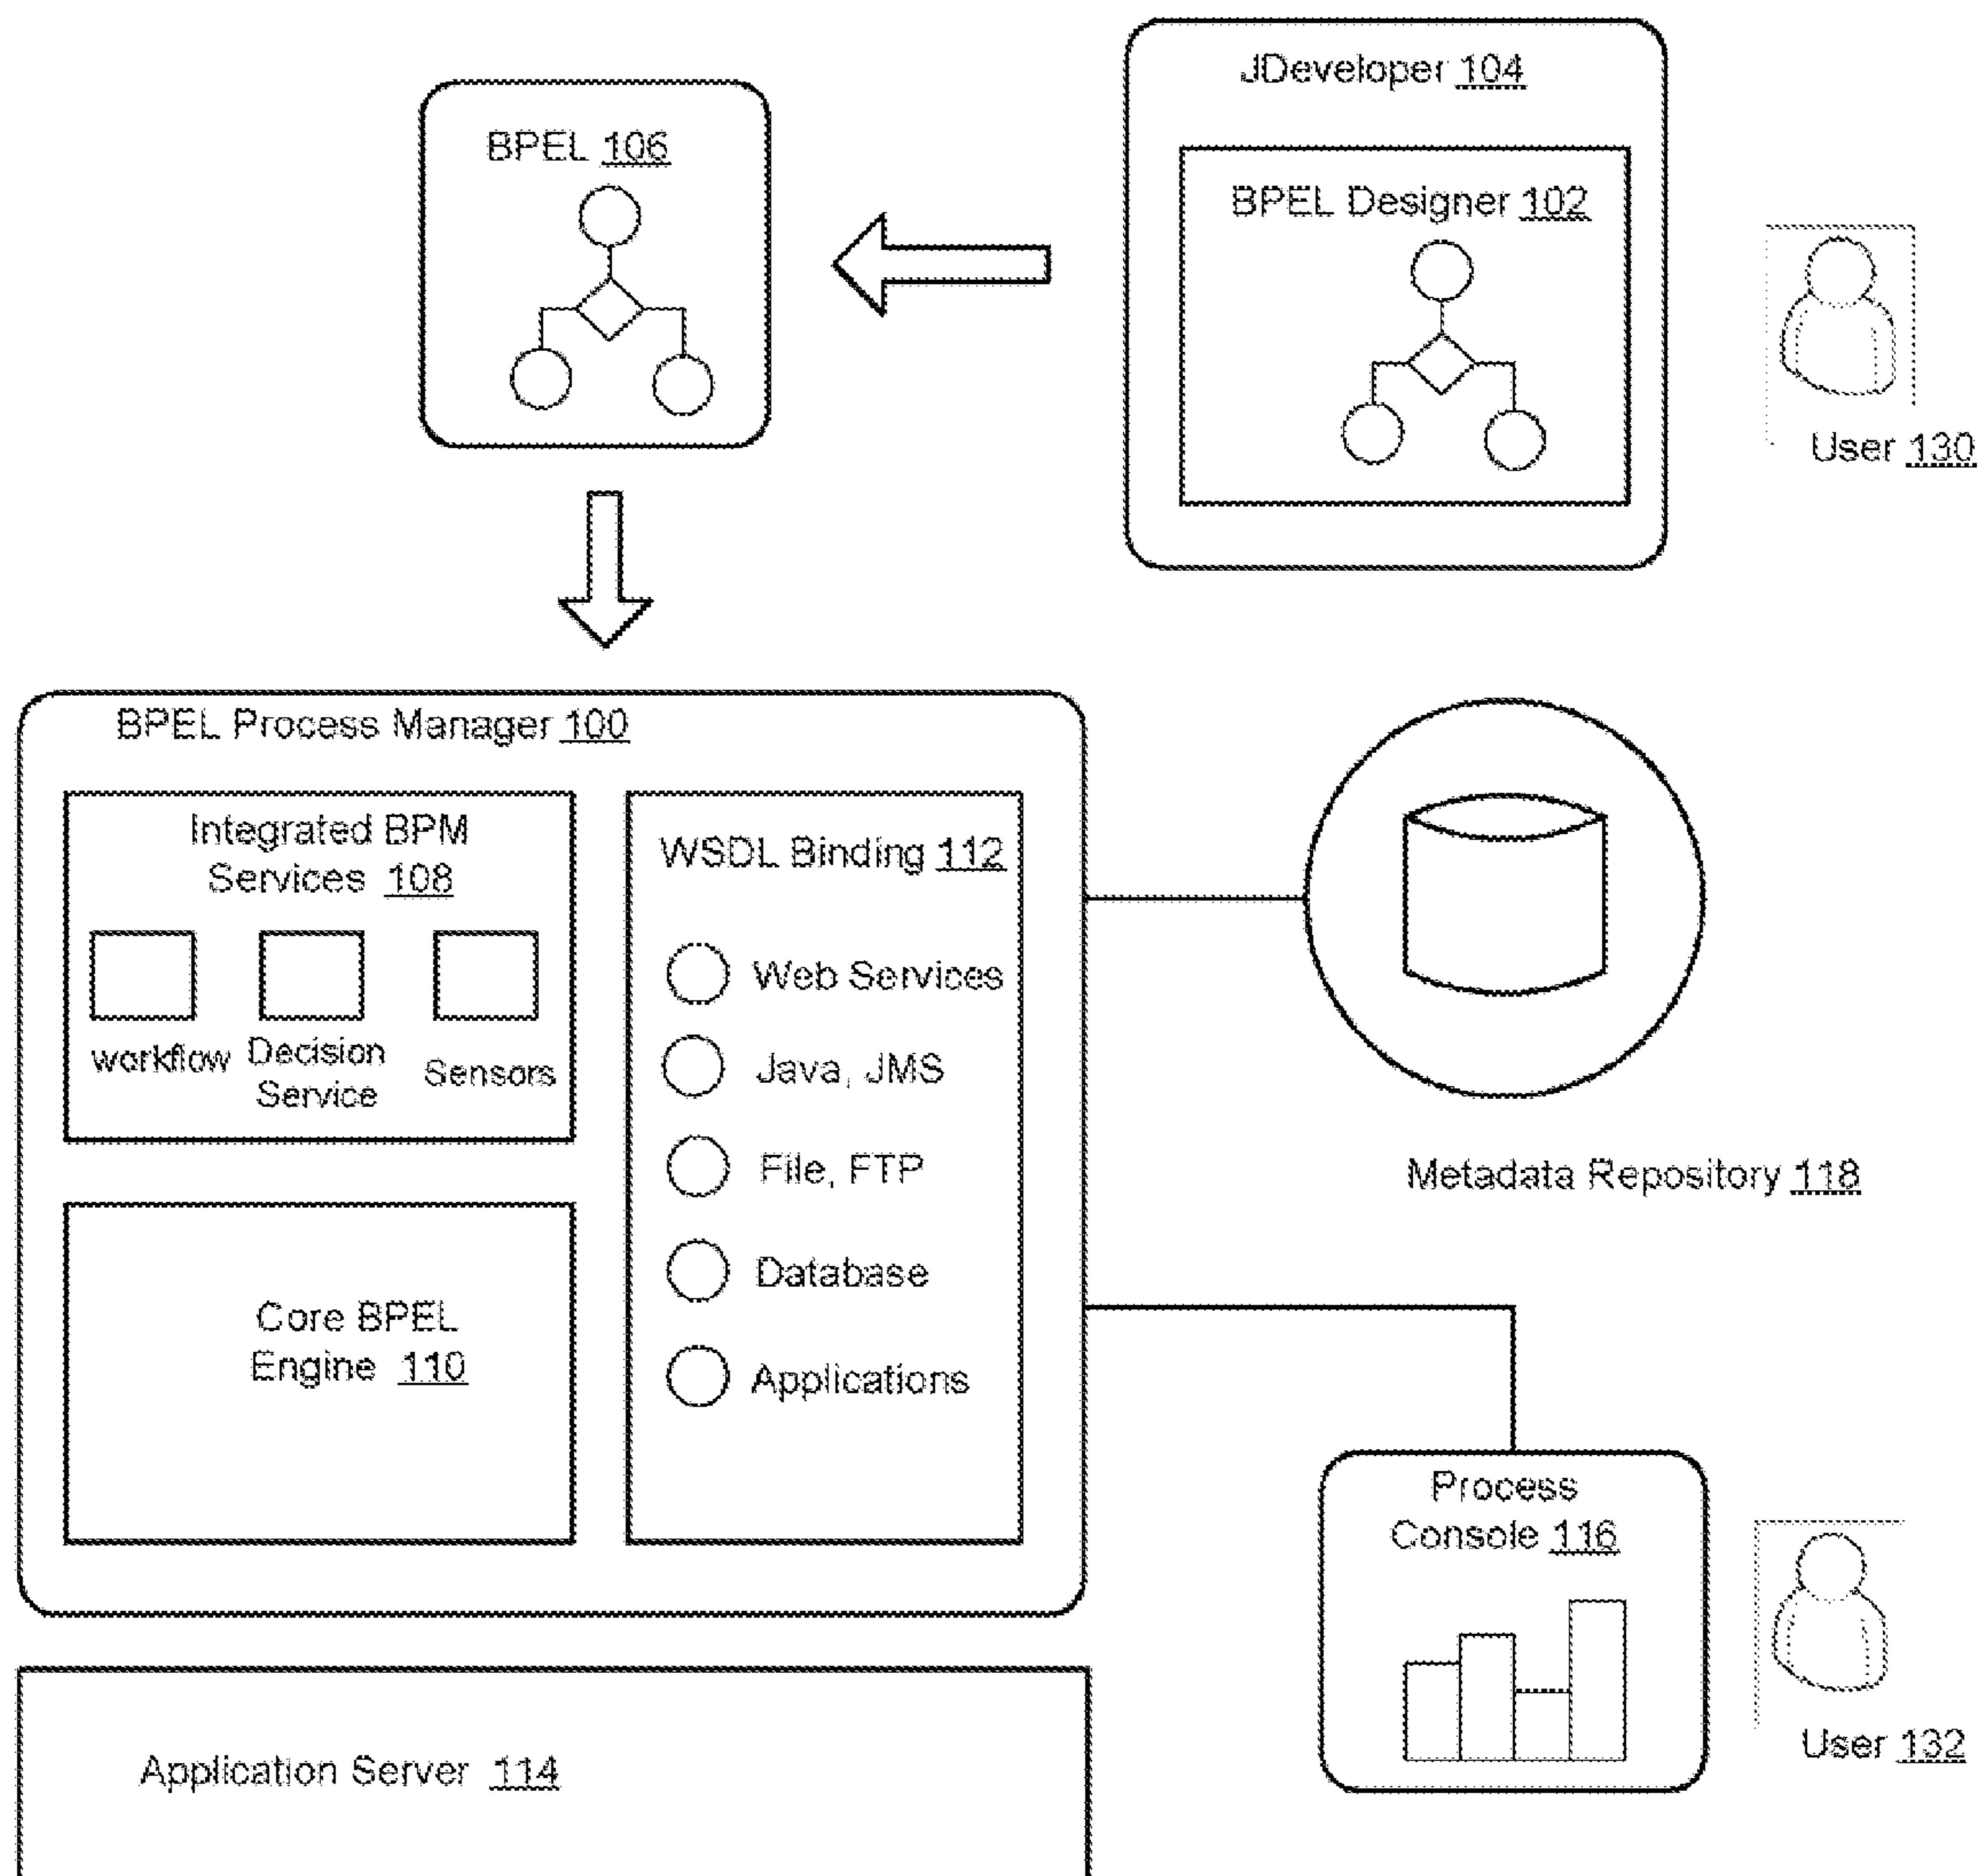 JDeveloper 104
BPEL 106
BPEL Designer 102
User 130
BPEL Process Manager 100
Integrated BPM
Services 108
workflow
Decision
Service
Sensors
WSDL Binding 112
Web Services
Java, JMS
File, FTP
Database
Applications
Core BPEL
Engine 110
Metadata Repository 118
Process
Console 116
User 132
Application Server 114